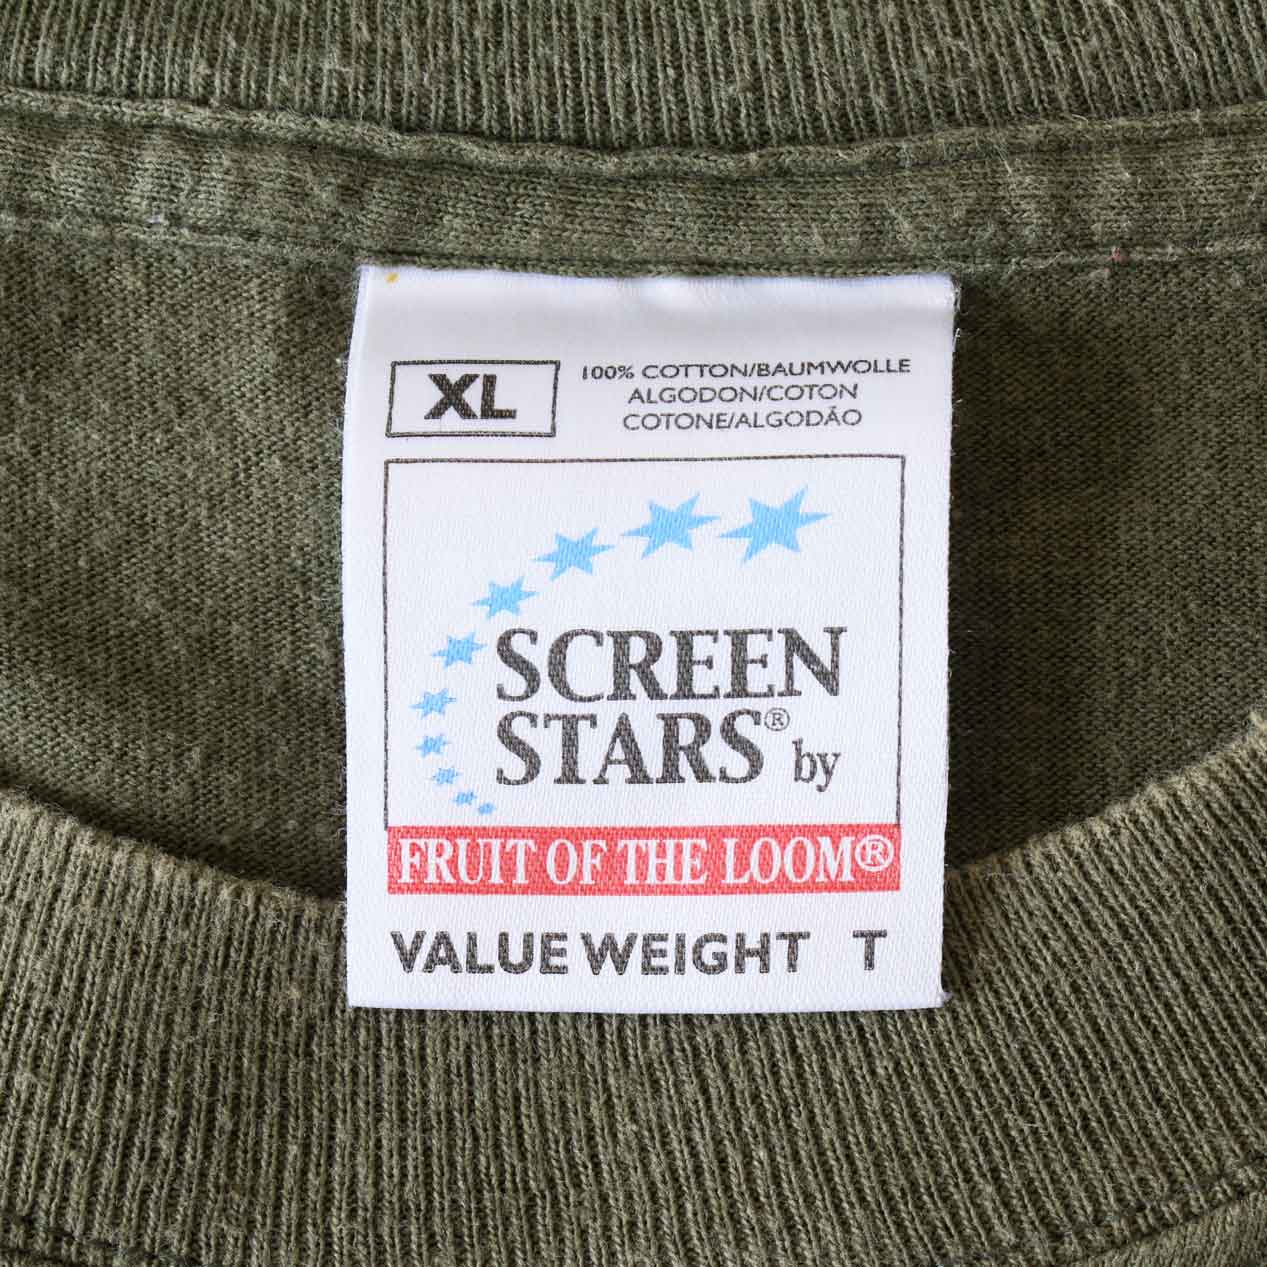 XL
100% COTTON/BAUMWOLLE
ALGODON/COTON
COTONE/ALGODÃO
SCREEN
STARS® by
FRUIT OF THE LOOM®
VALUE WEIGHT T